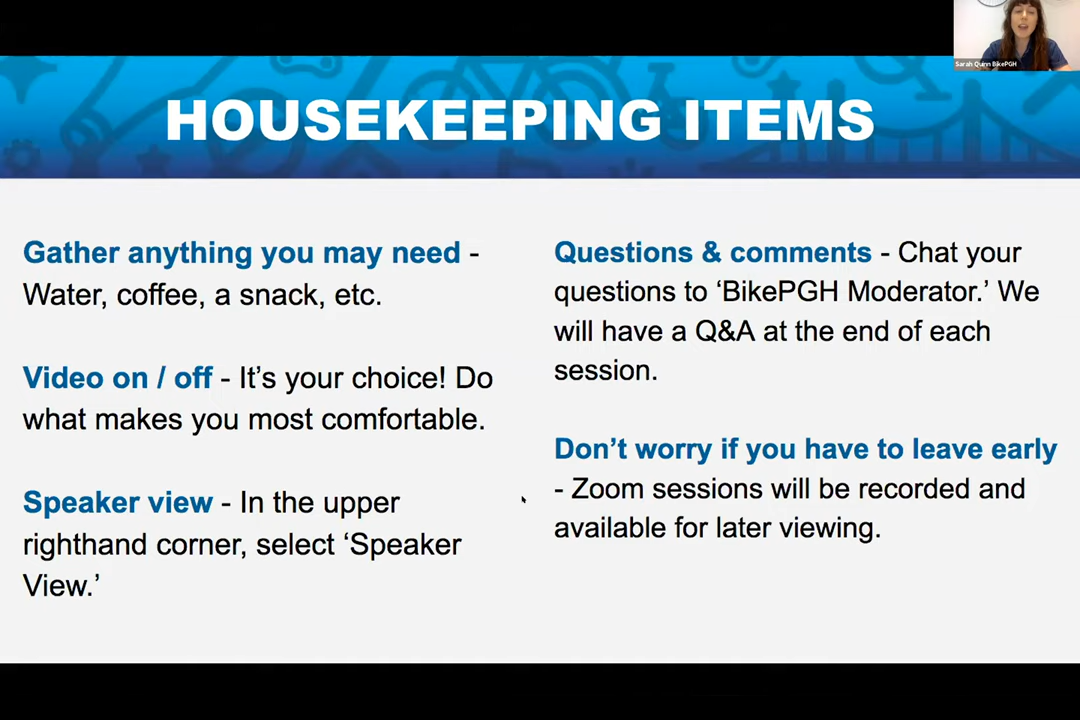 Sarah Quinn BikePGH
HOUSEKEEPING ITEMS
Gather anything you may need -
Water, coffee, a snack, etc.
Video on / off - It’s your choice! Do
what makes you most comfortable.
Speaker view - In the upper
righthand corner, select ‘Speaker
View.’
Questions & comments - Chat your
questions to ‘BikePGH Moderator.’ We
will have a Q&A at the end of each
session.
Don’t worry if you have to leave early
- Zoom sessions will be recorded and
available for later viewing.